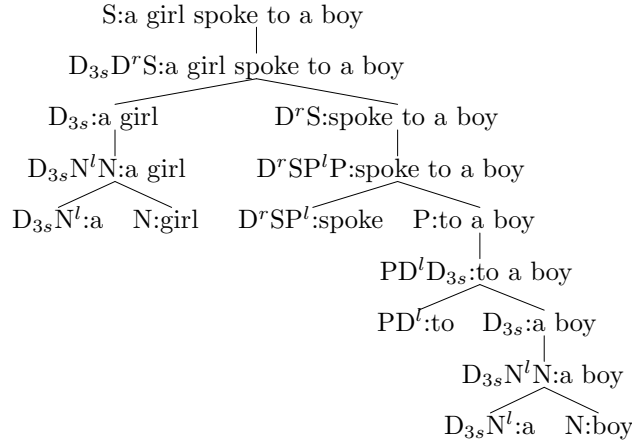 S:a girl spoke to a boy
D₃ₛDʳS:a girl spoke to a boy
D₃ₛ:a girl DʳS:spoke to a boy
D₃ₛNˡN:a girl DʳSPˡP:spoke to a boy
D₃ₛNˡ:a N:girl DʳSPˡ:spoke P:to a boy
PDˡD₃ₛ:to a boy
PDˡ:to D₃ₛ:a boy
D₃ₛNˡN:a boy
D₃ₛNˡ:a N:boy